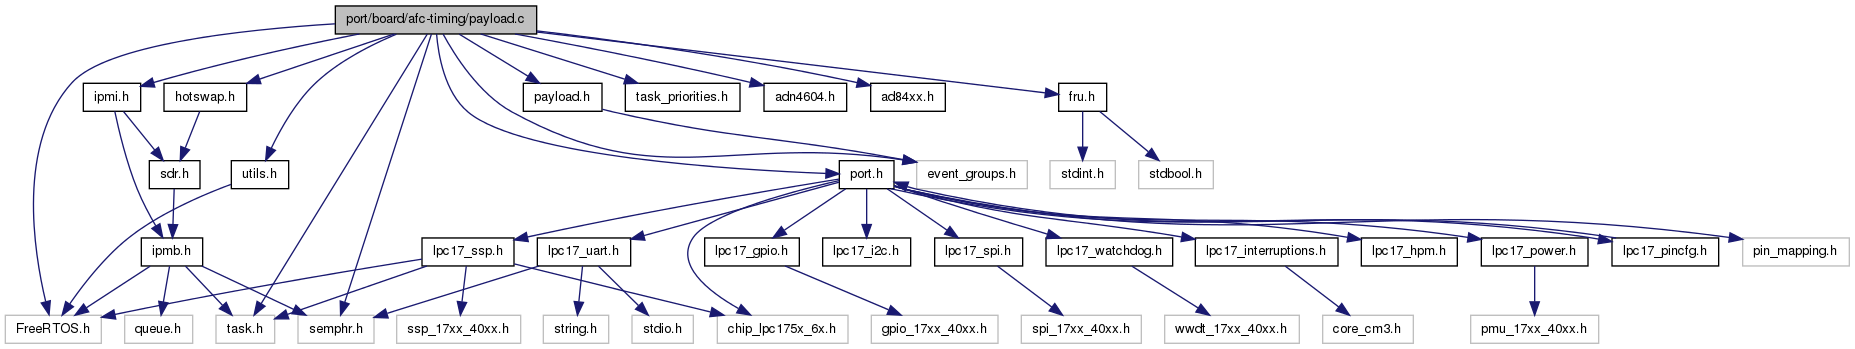 port/board/afc-timing/payload.c
ipmi.h
hotswap.h
payload.h
task_priorities.h
adn4604.h
ad84xx.h
fru.h
sdr.h
utils.h
port.h
event_groups.h
stdint.h
stdbool.h
ipmb.h
lpc17_ssp.h
lpc17_uart.h
lpc17_gpio.h
lpc17_i2c.h
lpc17_spi.h
lpc17_watchdog.h
lpc17_interruptions.h
lpc17_hpm.h
lpc17_power.h
lpc17_pincfg.h
pin_mapping.h
FreeRTOS.h
queue.h
task.h
semphr.h
ssp_17xx_40xx.h
string.h
stdio.h
chip_lpc175x_6x.h
gpio_17xx_40xx.h
spi_17xx_40xx.h
wwdt_17xx_40xx.h
core_cm3.h
pmu_17xx_40xx.h